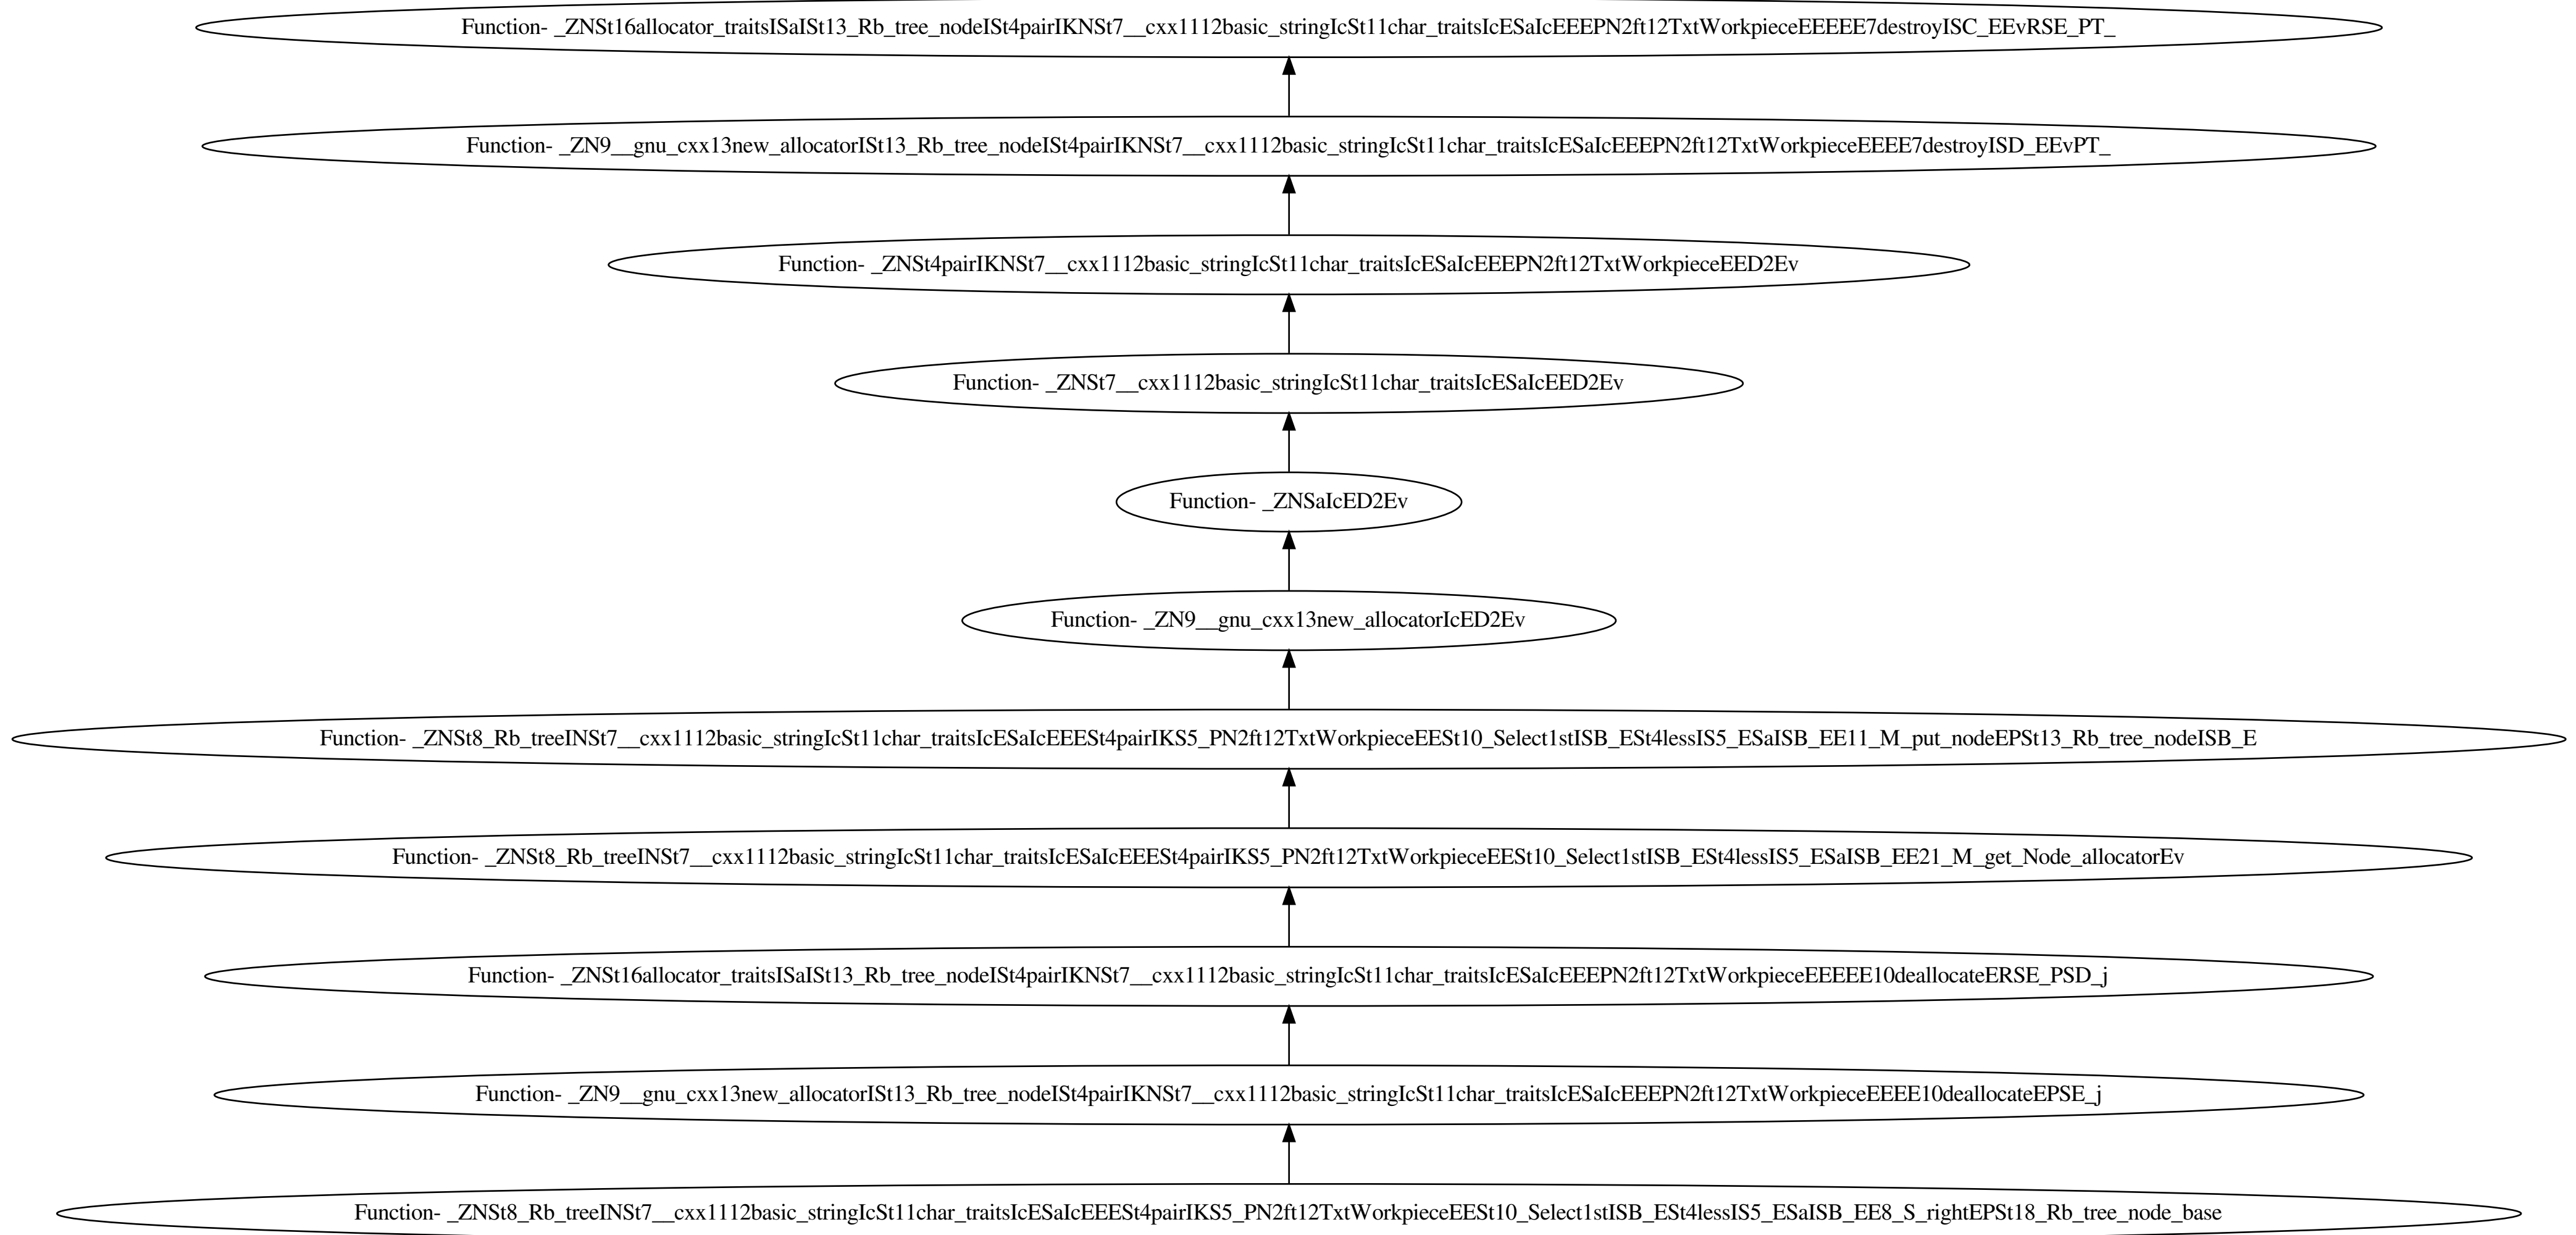 Function- _ZNSt16allocator_traitsISaISt13_Rb_tree_nodeISt4pairIKNSt7__cxx1112basic_stringIcSt11char_traitsIcESaIcEEEPN2ft12TxtWorkpieceEEEEE7destroyISC_EEvRSE_PT_
Function- _ZN9__gnu_cxx13new_allocatorISt13_Rb_tree_nodeISt4pairIKNSt7__cxx1112basic_stringIcSt11char_traitsIcESaIcEEEPN2ft12TxtWorkpieceEEEE7destroyISD_EEvPT_
Function- _ZNSt4pairIKNSt7__cxx1112basic_stringIcSt11char_traitsIcESaIcEEEPN2ft12TxtWorkpieceEED2Ev
Function- _ZNSt7__cxx1112basic_stringIcSt11char_traitsIcESaIcEED2Ev
Function- _ZNSaIcED2Ev
Function- _ZN9__gnu_cxx13new_allocatorIcED2Ev
Function- _ZNSt8_Rb_treeINSt7__cxx1112basic_stringIcSt11char_traitsIcESaIcEEESt4pairIKS5_PN2ft12TxtWorkpieceEESt10_Select1stISB_ESt4lessIS5_ESaISB_EE11_M_put_nodeEPSt13_Rb_tree_nodeISB_E
Function- _ZNSt8_Rb_treeINSt7__cxx1112basic_stringIcSt11char_traitsIcESaIcEEESt4pairIKS5_PN2ft12TxtWorkpieceEESt10_Select1stISB_ESt4lessIS5_ESaISB_EE21_M_get_Node_allocatorEv
Function- _ZNSt16allocator_traitsISaISt13_Rb_tree_nodeISt4pairIKNSt7__cxx1112basic_stringIcSt11char_traitsIcESaIcEEEPN2ft12TxtWorkpieceEEEEE10deallocateERSE_PSD_j
Function- _ZN9__gnu_cxx13new_allocatorISt13_Rb_tree_nodeISt4pairIKNSt7__cxx1112basic_stringIcSt11char_traitsIcESaIcEEEPN2ft12TxtWorkpieceEEEE10deallocateEPSE_j
Function- _ZNSt8_Rb_treeINSt7__cxx1112basic_stringIcSt11char_traitsIcESaIcEEESt4pairIKS5_PN2ft12TxtWorkpieceEESt10_Select1stISB_ESt4lessIS5_ESaISB_EE8_S_rightEPSt18_Rb_tree_node_base